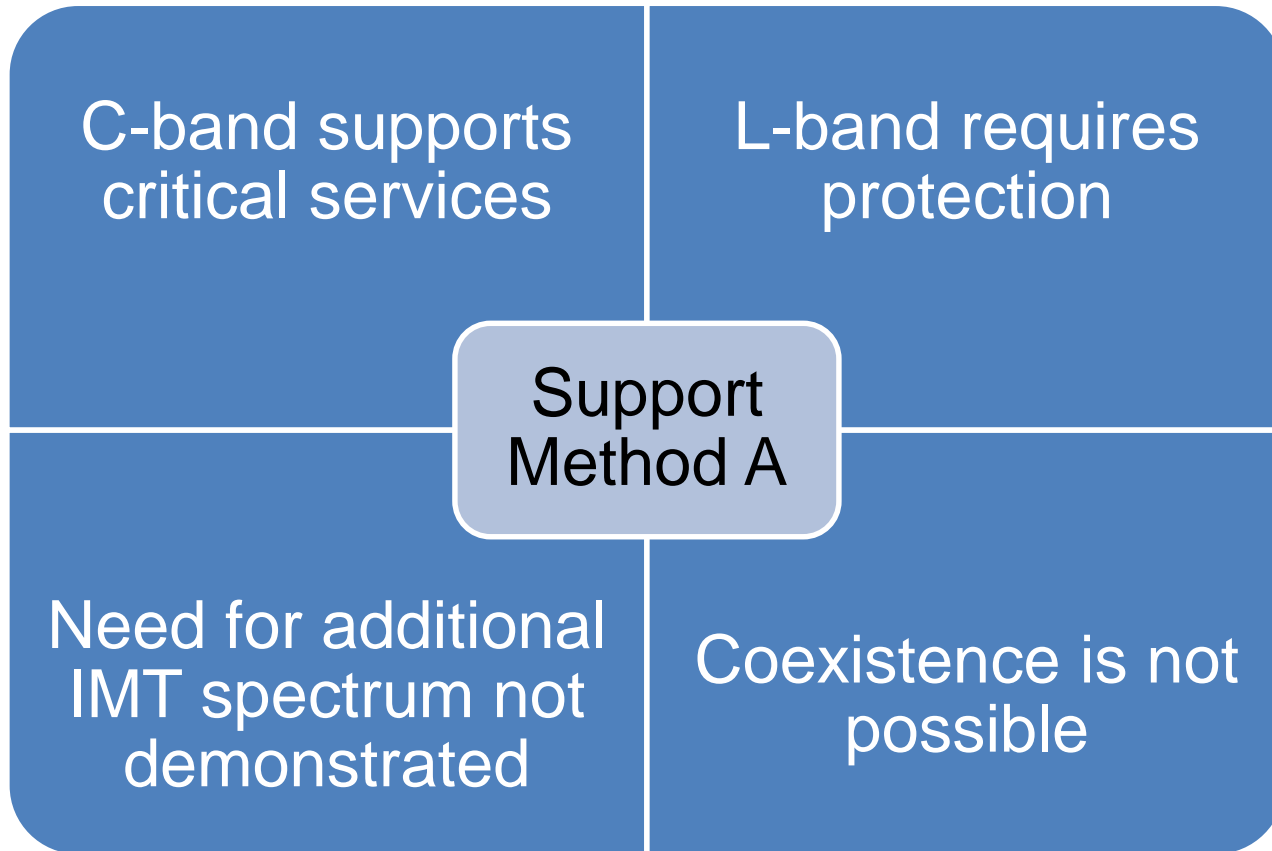 C-band supports
critical services
L-band requires
protection
Support
Method A
Need for additional
IMT spectrum not
demonstrated
Coexistence is not
possible